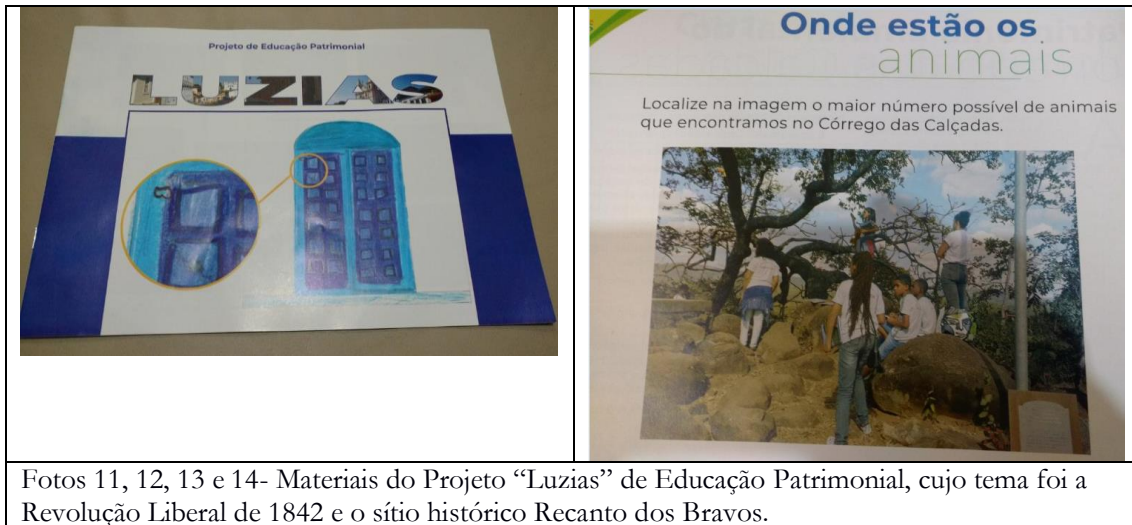 Projeto de Educação Patrimonial
LUZIAS
Onde estão os
animais
Localize na imagem o maior número possível de animais
que encontramos no Córrego das Calçadas.
Fotos 11, 12, 13 e 14- Materiais do Projeto “Luzias” de Educação Patrimonial, cujo tema foi a
Revolução Liberal de 1842 e o sítio histórico Recanto dos Bravos.